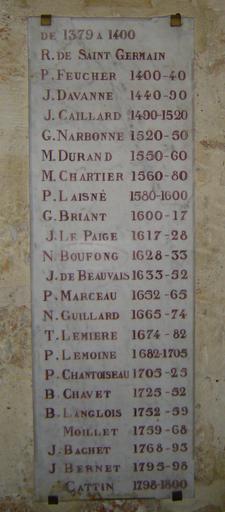 DE 1379 A 1400
R. DE SAINT GERMAIN
P. FEUCHER 1400-40
J. DAVANNE 1440-90
J. CAILLARD 1490-1520
G. NARBONNE 1520-50
M. DURAND 1550-60
M. CHARTIER 1560-80
P. LAISNÉ 1580-1600
G. BRIANT 1600-17
J. LE PAIGE 1617-28
N. BOUFONG 1628-33
J. DE BEAUVAIS 1633-52
P. MARCEAU 1652-65
N. GUILLARD 1665-74
T. LEMIERE 1674-82
P. LEMOINE 1682-1705
P. CHANTOISEAU 1705-25
B. CHAVET 1725-52
B. LANGLOIS 1752-59
MOILLET 1759-68
J. BACHET 1768-95
J. BERNET 1795-98
CATTIN 1798-1800